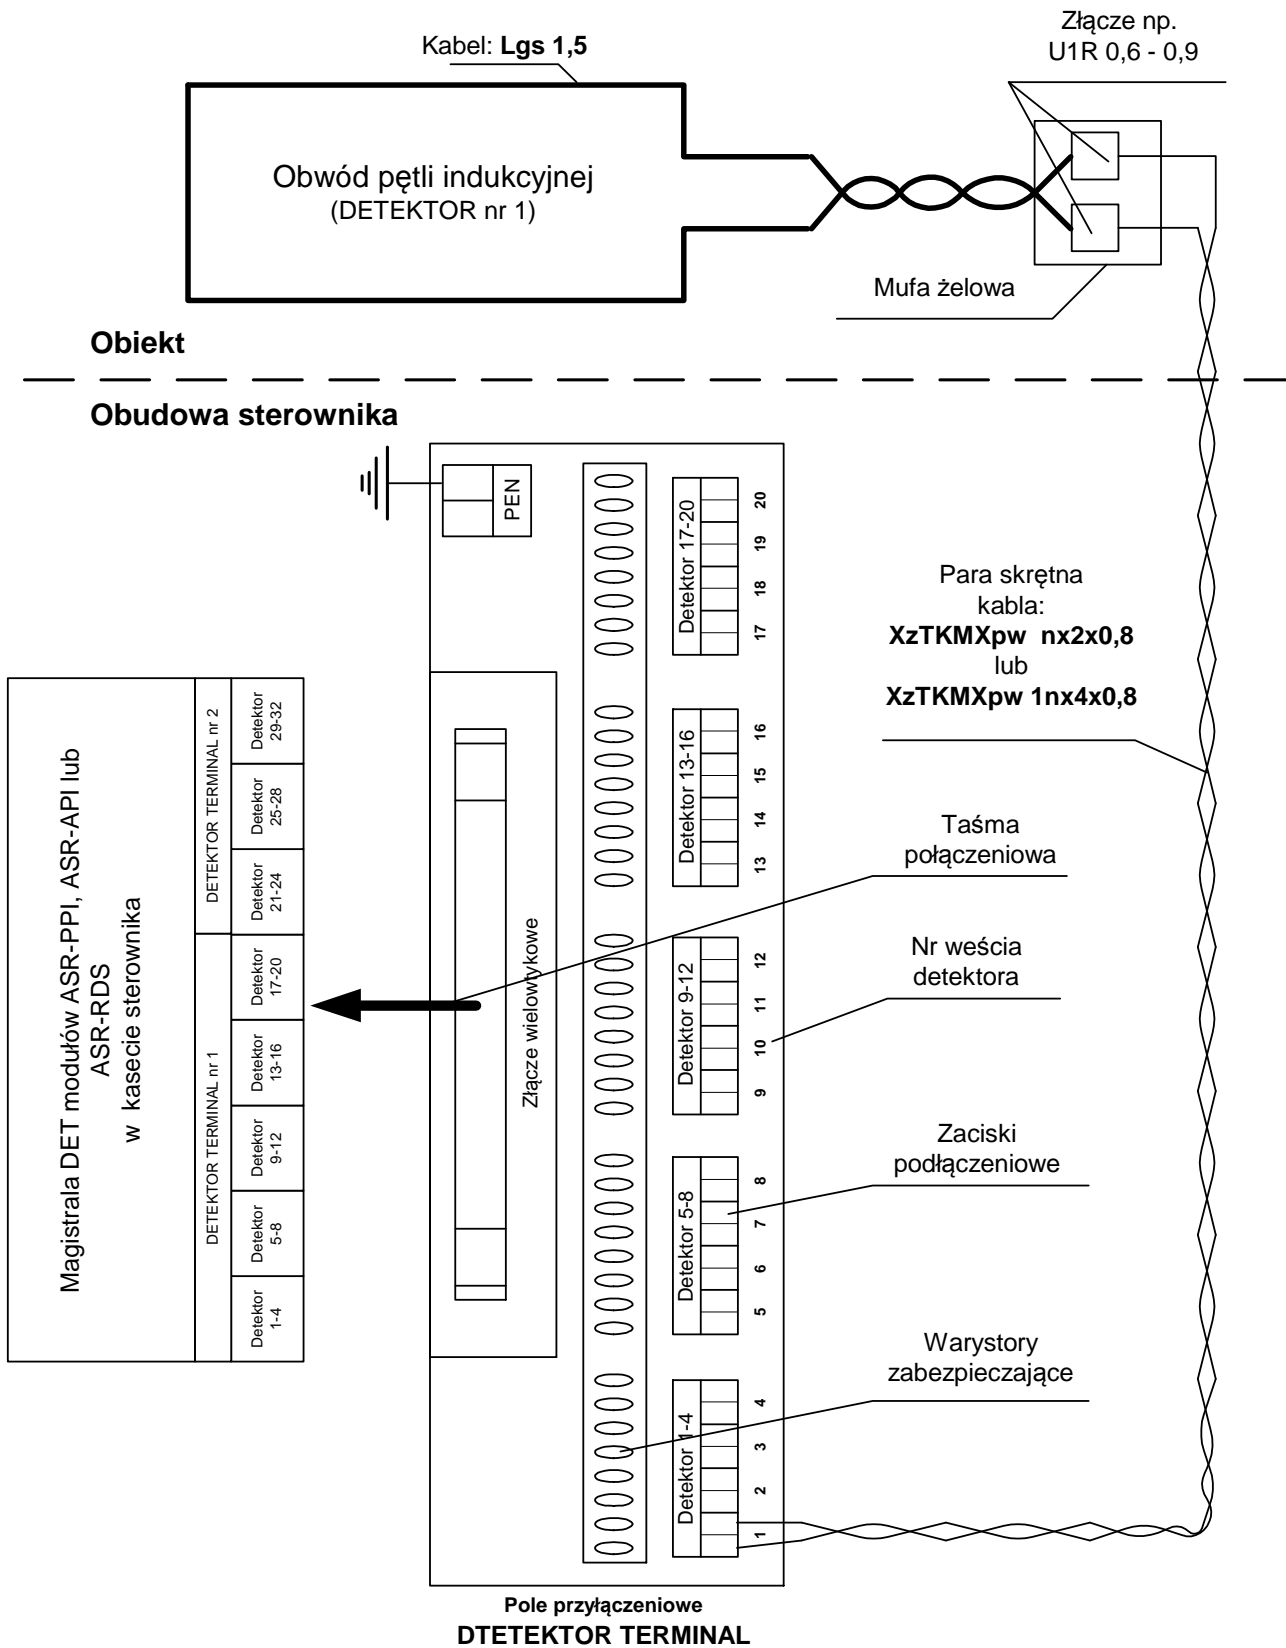 Kabel: Lgs 1,5
Złącze np.
U1R 0,6 - 0,9
Obwód pętli indukcyjnej
(DETEKTOR nr 1)
Mufa żelowa
Obiekt
Obudowa sterownika
PEN
Detektor 17-20
20
19
18
17
Para skrętna
kabla:
XzTKMXpw nx2x0,8
lub
XzTKMXpw 1nx4x0,8
Magistrala DET modułów ASR-PPI, ASR-API lub
ASR-RDS
w kasecie sterownika
DETEKTOR TERMINAL nr 2
DETEKTOR TERMINAL nr 1
Detektor
29-32
Detektor
25-28
Detektor
21-24
Detektor
17-20
Detektor
13-16
Detektor
9-12
Detektor
5-8
Detektor
1-4
Złącze wielowtykowe
Detektor 13-16
16
15
14
13
Taśma
połączeniowa
Detektor 9-12
12
11
10
9
Nr weścia
detektora
Detektor 5-8
8
7
6
5
Zaciski
podłączeniowe
Detektor 1-4
4
3
2
1
Warystory
zabezpieczające
Pole przyłączeniowe
DTETEKTOR TERMINAL